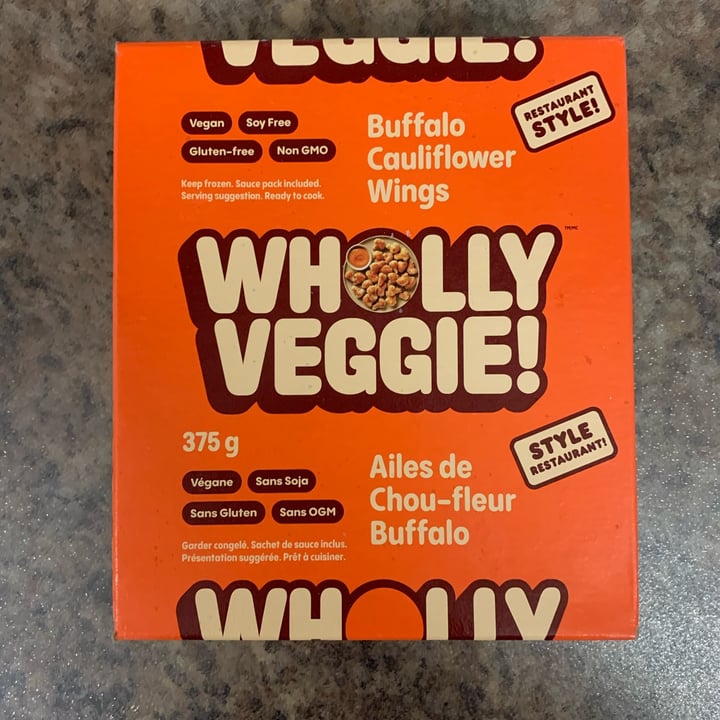 VEGGIE!
Vegan Soy Free
Gluten-free Non GMO
Keep frozen. Sauce pack included.
Serving suggestion. Ready to cook.
Buffalo
Cauliflower
Wings
RESTAURANT
STYLE!
WHOLLY
TM/MC
VEGGIE!
375 g
Végane Sans Soja
Sans Gluten Sans OGM
Garder congelé. Sachet de sauce inclus.
Présentation suggérée. Prêt à cuisiner.
Ailes de
Chou-fleur
Buffalo
STYLE
RESTAURANT!
WHOLLY